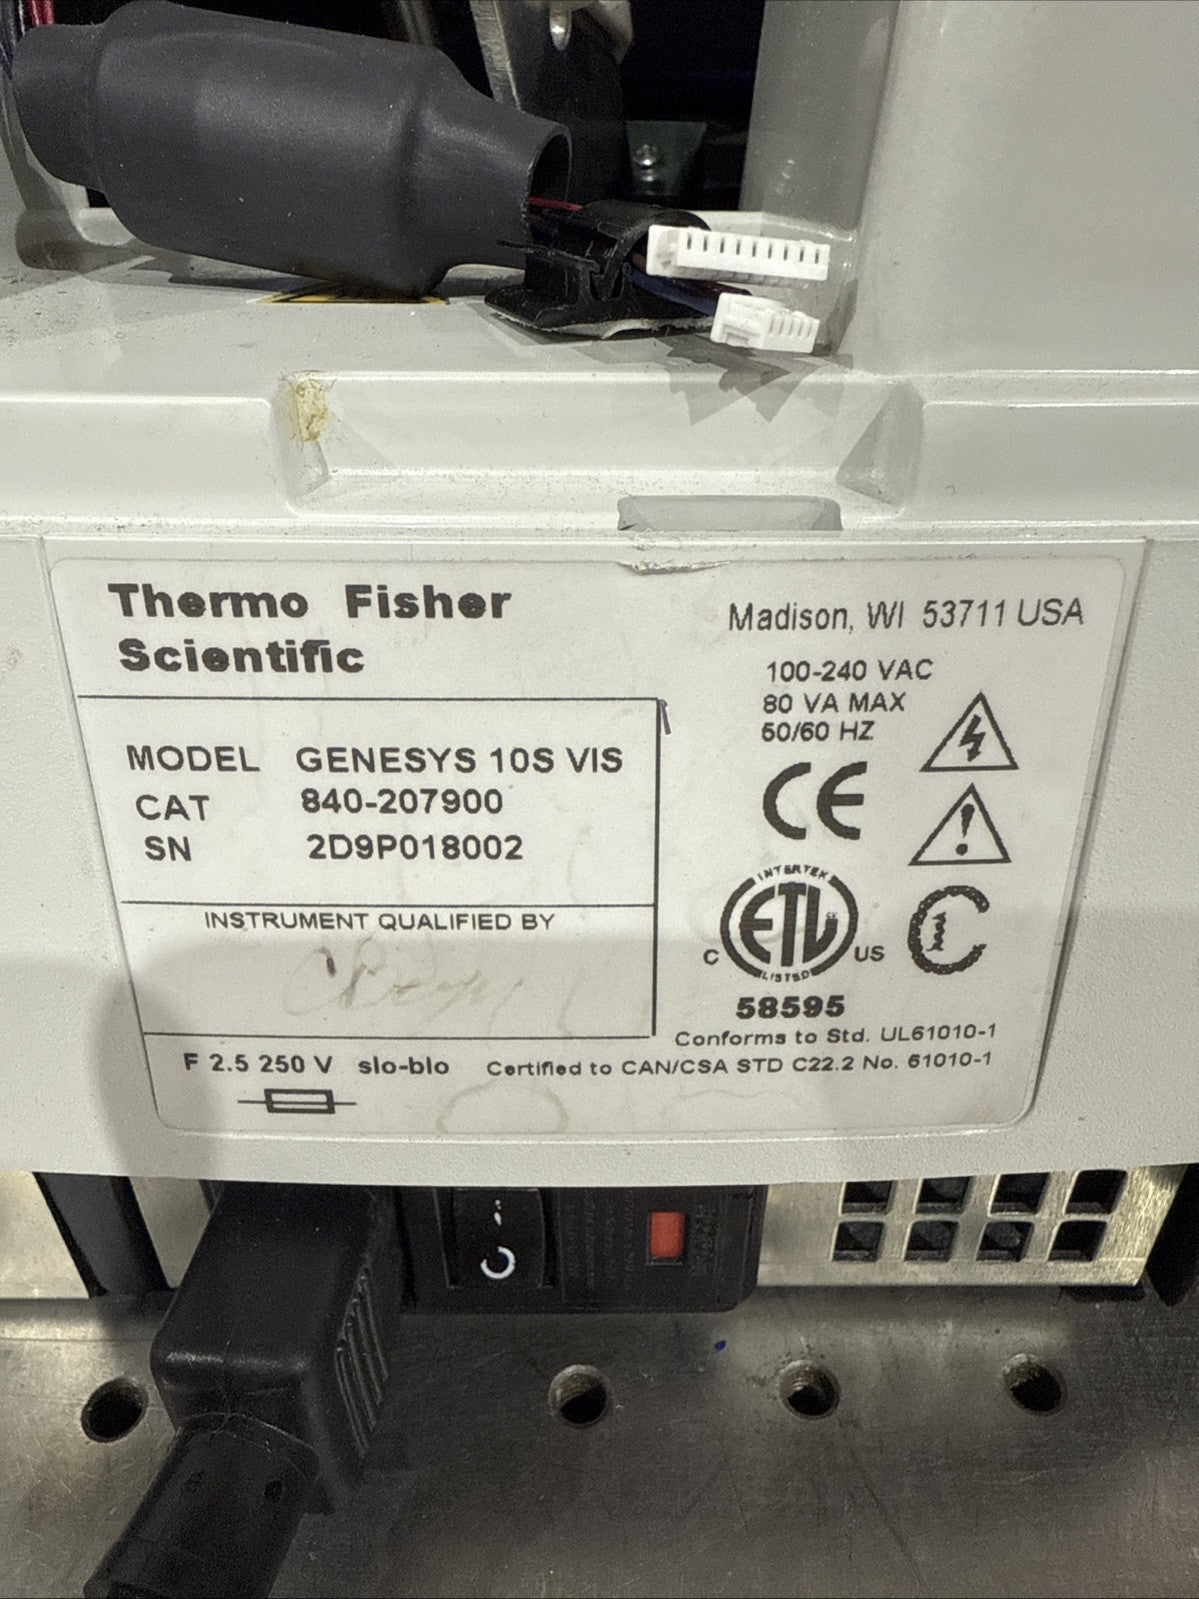 Thermo Fisher
Scientific
Madison, WI 53711 USA
100-240 VAC
80 VA MAX
50/60 HZ
MODEL GENESYS 10S VIS
CAT 840-207900
SN 2D9P018002
INSTRUMENT QUALIFIED BY
CE
INTERTEK
ETL
C US
LISTED
58595
Conforms to Std. UL61010-1
F 2.5 250 V slo-blo Certified to CAN/CSA STD C22.2 No. 61010-1